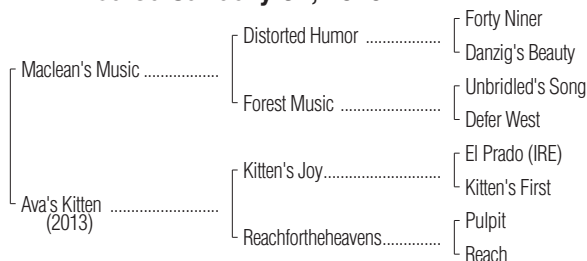 Forty Niner
Distorted Humor ..................
Danzig's Beauty
Maclean's Music ..................
Unbridled's Song
Forest Music ..................
Defer West
El Prado (IRE)
Kitten's Joy.......................
Kitten's First
Ava's Kitten ..........................
(2013)
Pulpit
Reachfortheheavens..............
Reach